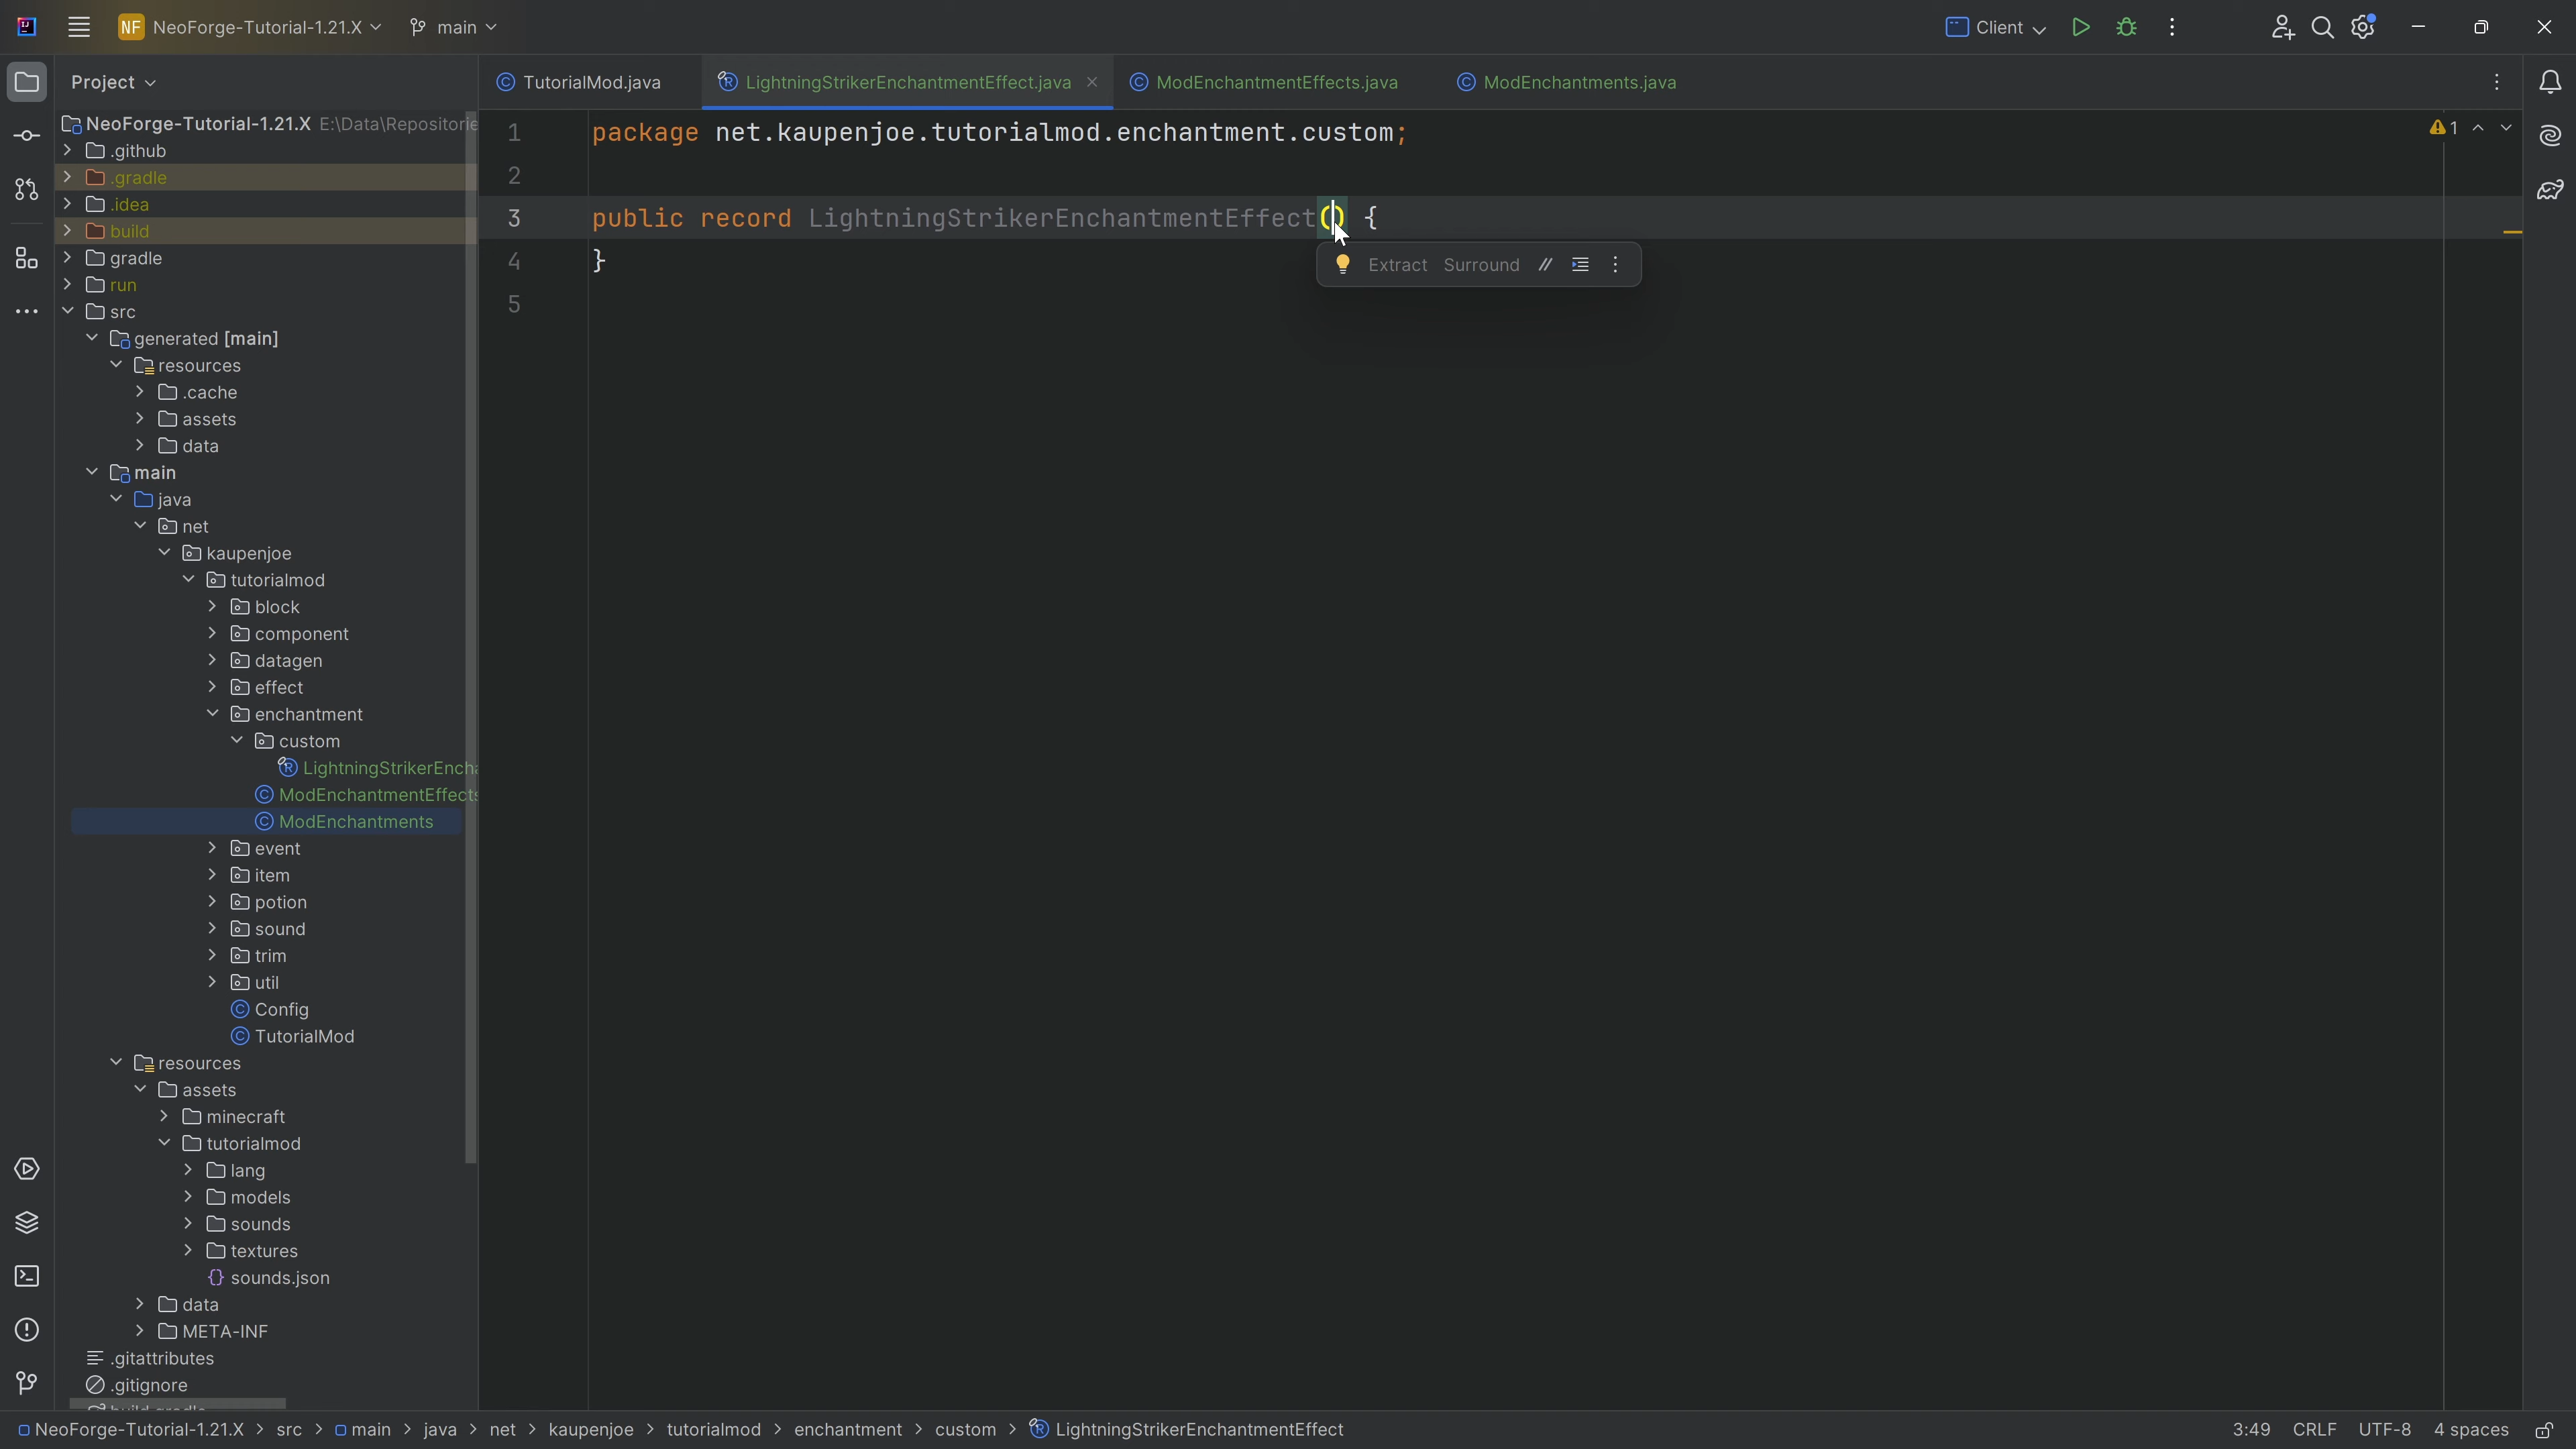 NF NeoForge-Tutorial-1.21.X main Client
Project
TutorialMod.java LightningStrikerEnchantmentEffect.java ModEnchantmentEffects.java ModEnchantments.java
NeoForge-Tutorial-1.21.X E:\Data\Repositorie
.github
.gradle
.idea
build
gradle
run
src
generated [main]
resources
.cache
assets
data
main
java
net
kaupenjoe
tutorialmod
block
component
datagen
effect
enchantment
custom
LightningStrikerEncha
ModEnchantmentEffects
ModEnchantments
event
item
potion
sound
trim
util
Config
TutorialMod
resources
assets
minecraft
tutorialmod
lang
models
sounds
textures
sounds.json
data
META-INF
.gitattributes
.gitignore
1 package net.kaupenjoe.tutorialmod.enchantment.custom;
2
3 public record LightningStrikerEnchantmentEffect() {
4 }
5
1
Extract Surround //
NeoForge-Tutorial-1.21.X > src > main > java > net > kaupenjoe > tutorialmod > enchantment > custom > LightningStrikerEnchantmentEffect
3:49 CRLF UTF-8 4 spaces